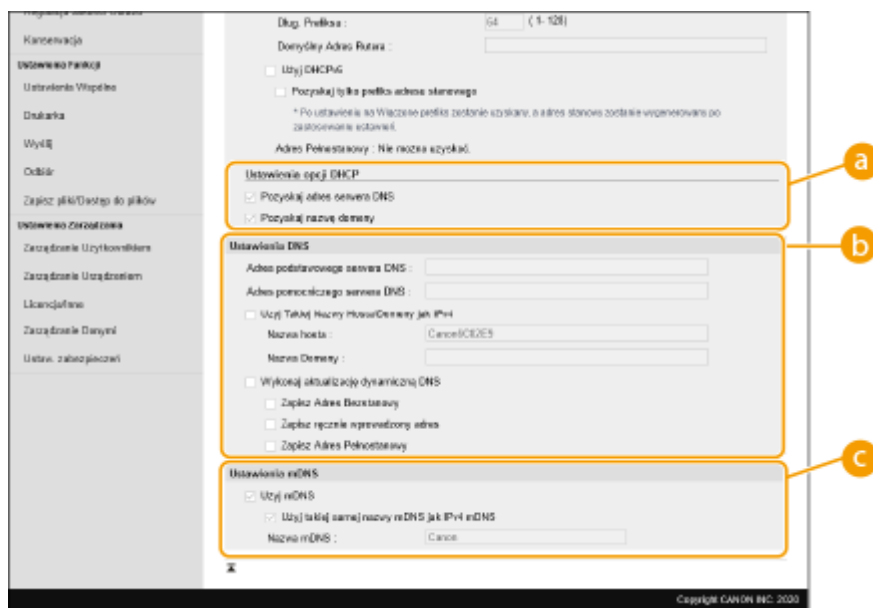 Konserwacja
Ustawienia Funkcji
Ustawienia Wspólne
Drukarka
Wyślij
Odbiór
Zapisz pliki/Dostęp do plików
Ustawienia Zarządzania
Zarządzanie Użytkownikiem
Zarządzanie Urządzeniem
Licencja/Inne
Zarządzanie Danymi
Ustaw. zabezpieczeń
Dług. Prefiksu : 64 ( 1- 128)
Domyślny Adres Rutera :
Użyj DHCPv6
Pozyskaj tylko prefiks adresu stanowego
* Po ustawieniu na Włączone prefiks zostanie uzyskany, a adres stanowy zostanie wygenerowany po
zastosowaniu ustawień.
Adres Pełnostanowy : Nie można uzyskać.
Ustawienia opcji DHCP
Pozyskaj adres serwera DNS
Pozyskaj nazwę domeny
a
Ustawienia DNS
Adres podstawowego serwera DNS :
Adres pomocniczego serwera DNS :
Użyj Takiej Nazwy Hosta/Domeny jak IPv4
Nazwa hosta :
Nazwa Domeny :
Wykonaj aktualizację dynamiczną DNS
Zapisz Adres Bezstanowy
Zapisz ręcznie wprowadzony adres
Zapisz Adres Pełnostanowy
b
Ustawienia mDNS
Użyj mDNS
Użyj takiej samej nazwy mDNS jak IPv4 mDNS
Nazwa mDNS : Canon
c
Copyright CANON INC. 2020